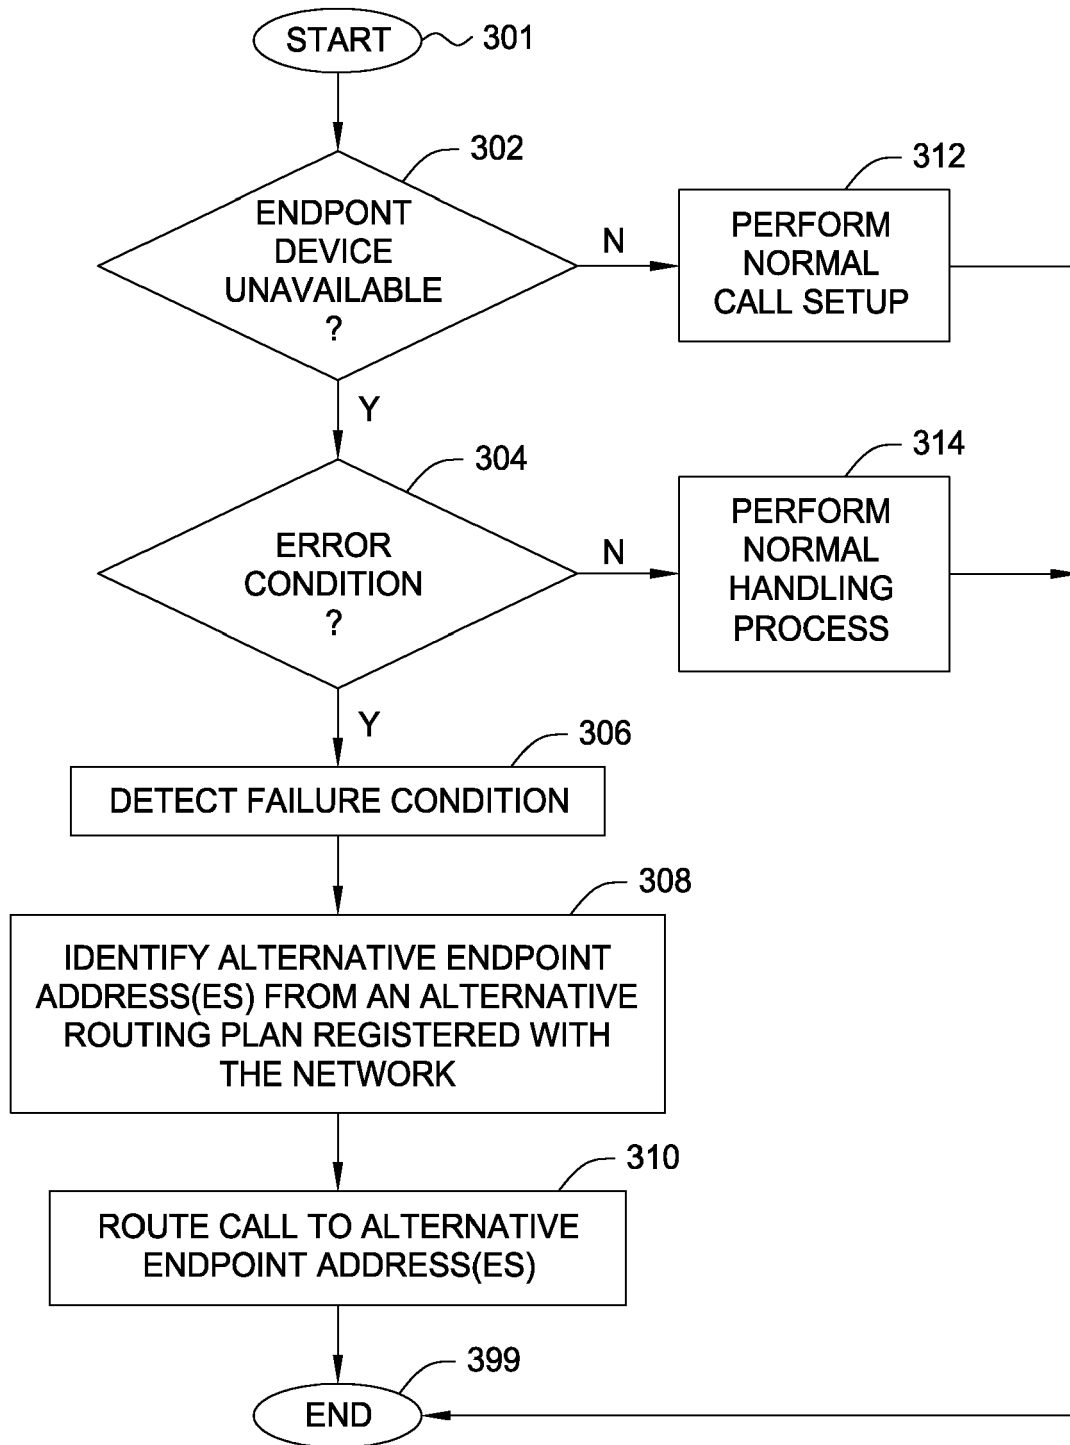 START
301
302
ENDPONT
DEVICE
UNAVAILABLE
?
N
312
PERFORM
NORMAL
CALL SETUP
Y
304
ERROR
CONDITION
?
N
314
PERFORM
NORMAL
HANDLING
PROCESS
Y
306
DETECT FAILURE CONDITION
308
IDENTIFY ALTERNATIVE ENDPOINT
ADDRESS(ES) FROM AN ALTERNATIVE
ROUTING PLAN REGISTERED WITH
THE NETWORK
310
ROUTE CALL TO ALTERNATIVE
ENDPOINT ADDRESS(ES)
399
END